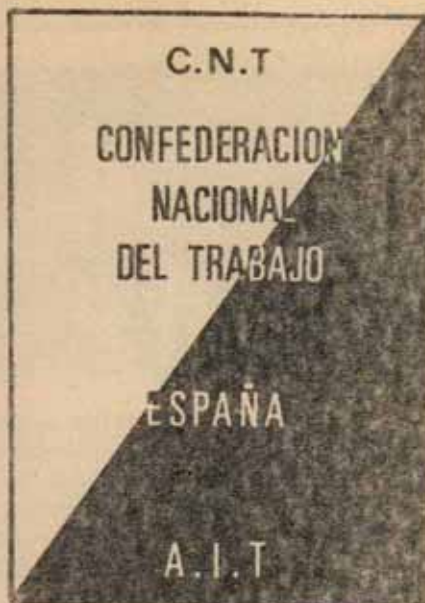 C.N.T
CONFEDERACION
NACIONAL
DEL TRABAJO
ESPAÑA
A.I.T